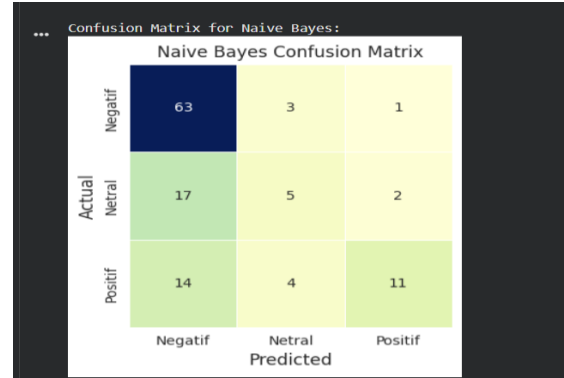 ... Confusion Matrix for Naive Bayes:
Naive Bayes Confusion Matrix
Negatif 63 3 1
Actual
Netral 17 5 2
Positif 14 4 11
Negatif Netral Positif
Predicted